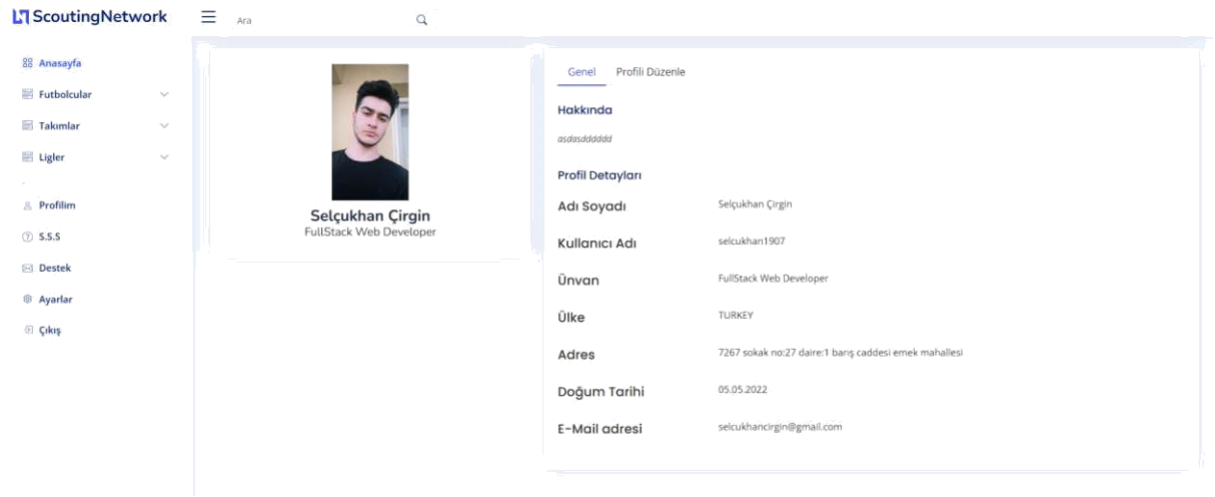 ScoutingNetwork
Ara
Anasayfa
Futbolcular
Takımlar
Ligler
Profilim
S.S.S
Destek
Ayarlar
Çıkış
Selçukhan Çirgin
FullStack Web Developer
Genel Profili Düzenle
Hakkında
asdasdddddd
Profil Detayları
Adı Soyadı Selçukhan Çirgin
Kullanıcı Adı selcukhan1907
Ünvan FullStack Web Developer
Ülke TURKEY
Adres 7267 sokak no:27 daire:1 barış caddesi emek mahallesi
Doğum Tarihi 05.05.2022
E-Mail adresi selcukhancirgin@gmail.com